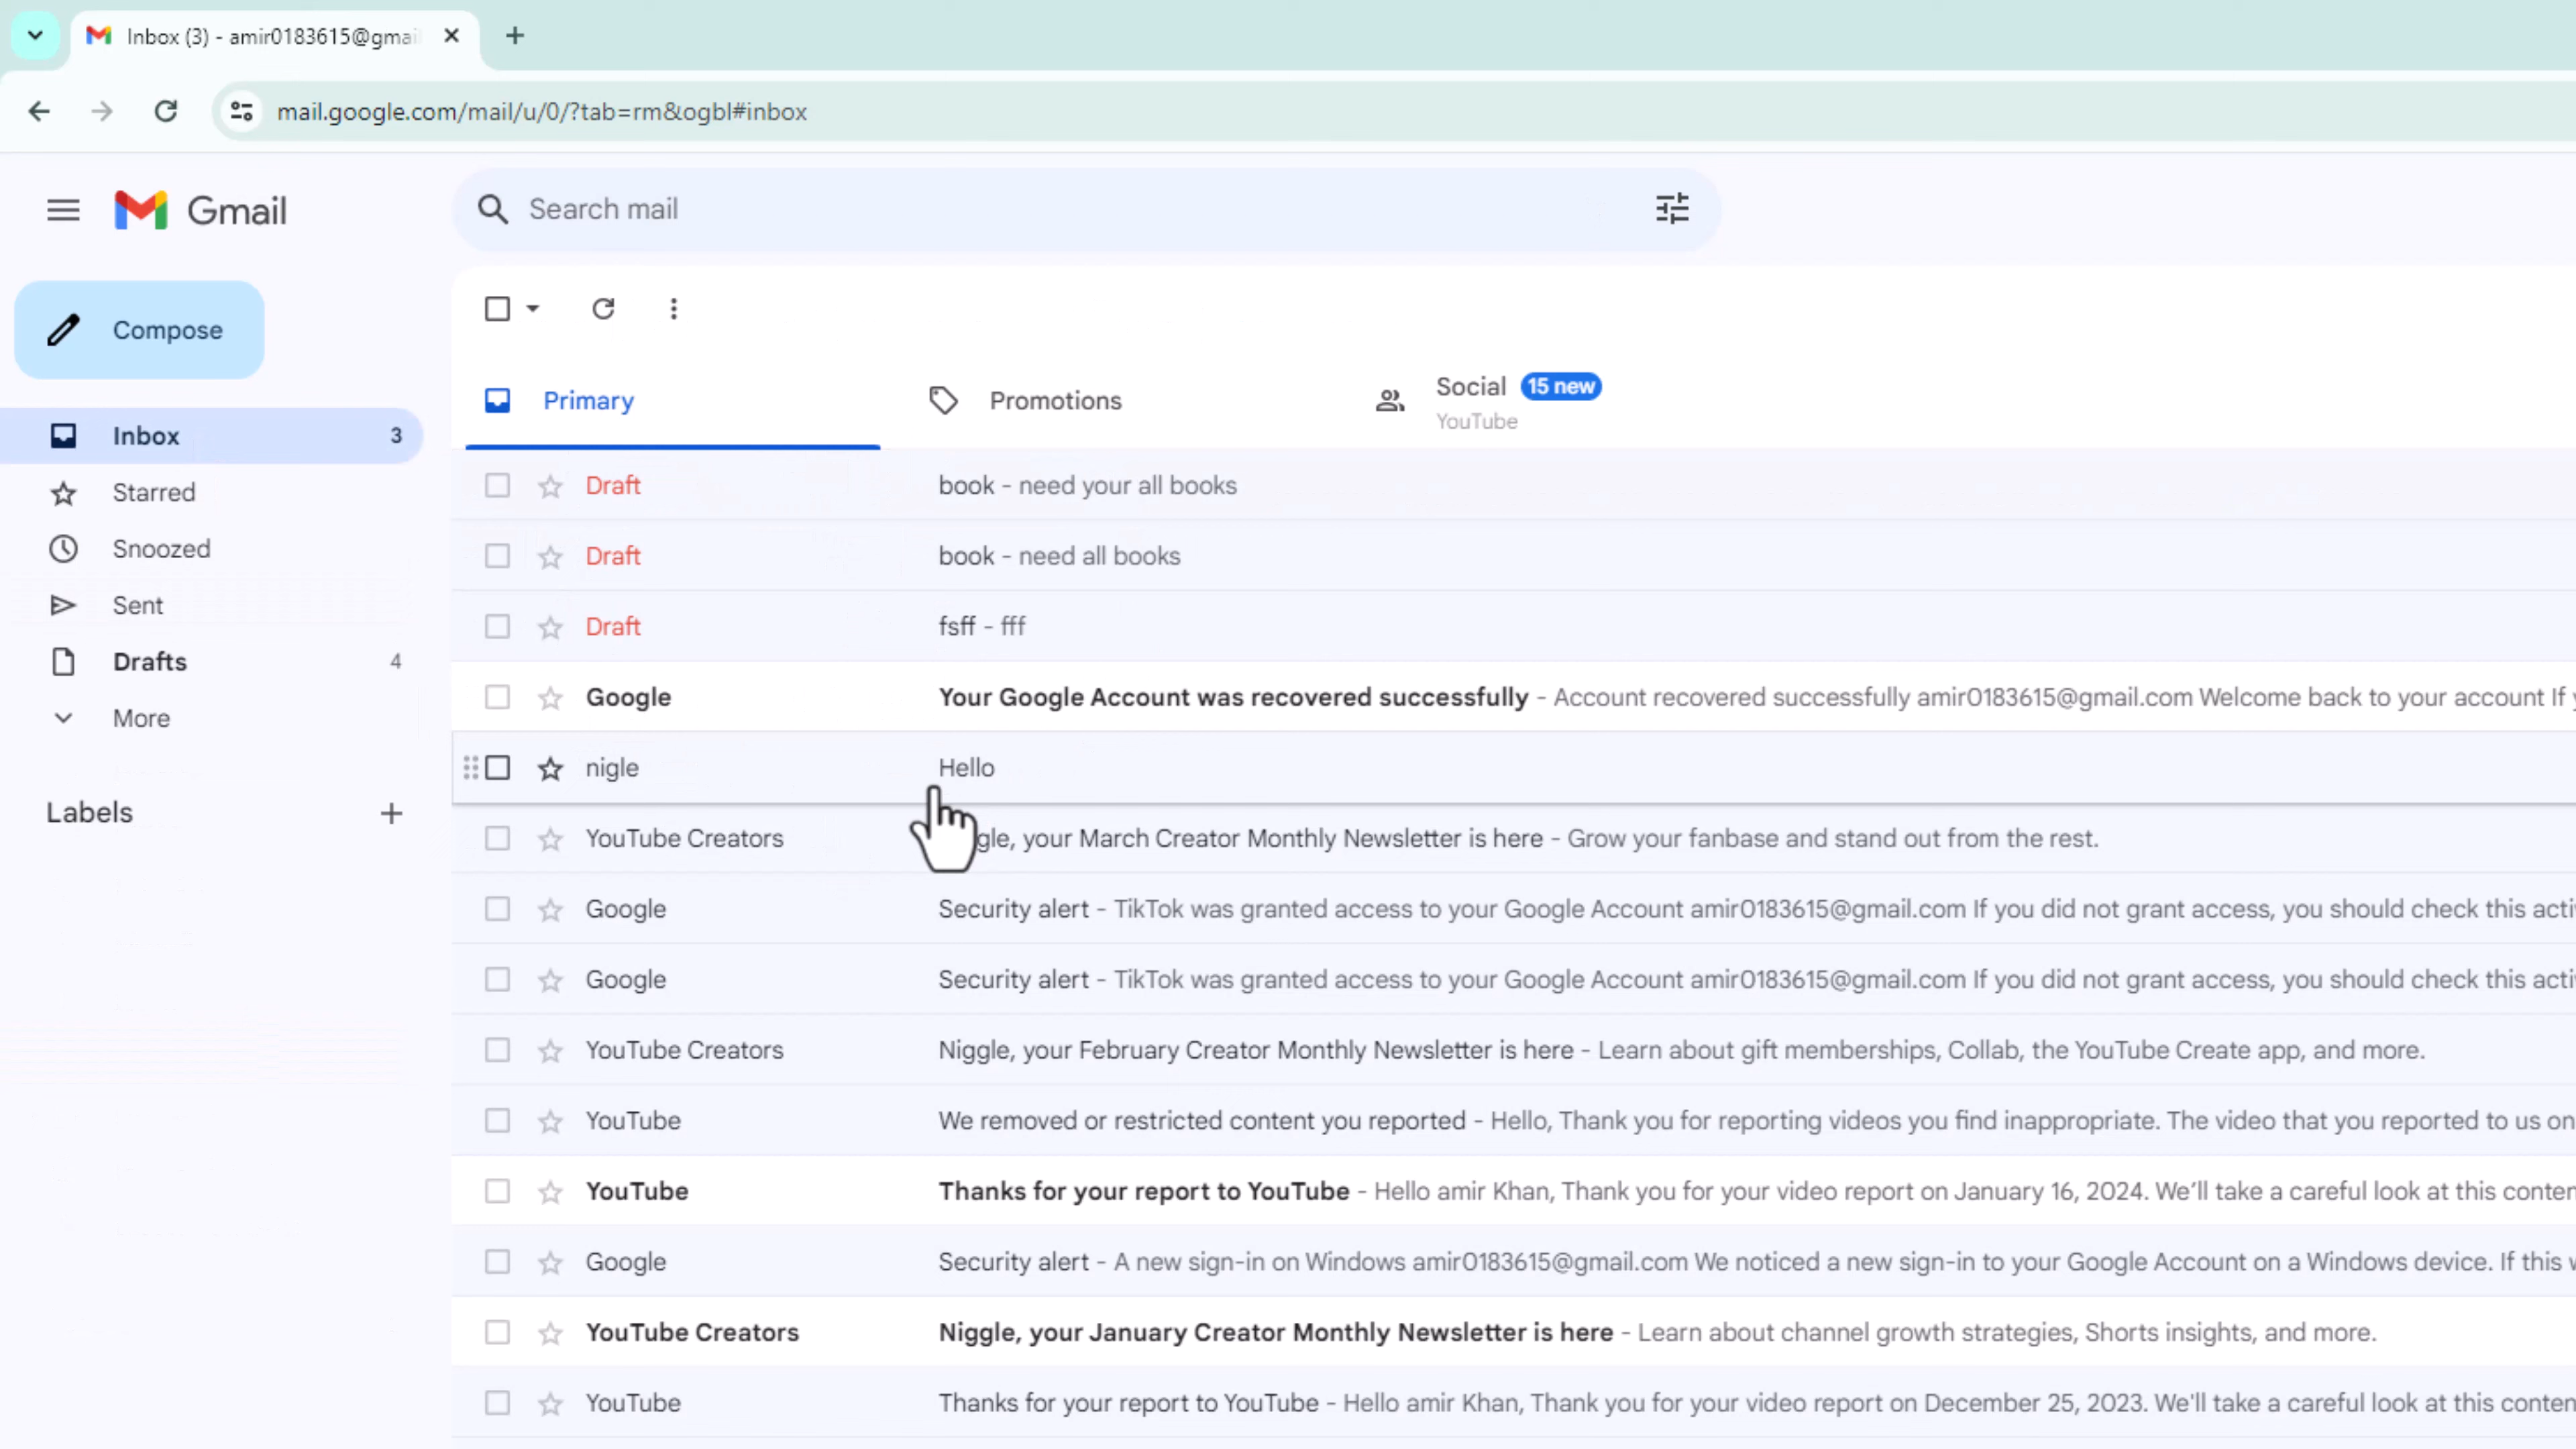 Inbox (3) - amir0183615@gmail
mail.google.com/mail/u/0/?tab=rm&ogbl#inbox
Gmail
Search mail
Compose
Primary
Promotions
Social 15 new
YouTube
Inbox 3
Starred
Snoozed
Sent
Drafts 4
More
Labels
Draft book - need your all books
Draft book - need all books
Draft fsff - fff
Google Your Google Account was recovered successfully - Account recovered successfully amir0183615@gmail.com Welcome back to your account If
nigle Hello
YouTube Creators your March Creator Monthly Newsletter is here - Grow your fanbase and stand out from the rest.
Google Security alert - TikTok was granted access to your Google Account amir0183615@gmail.com If you did not grant access, you should check this
Google Security alert - TikTok was granted access to your Google Account amir0183615@gmail.com If you did not grant access, you should check this
YouTube Creators Niggle, your February Creator Monthly Newsletter is here - Learn about gift memberships, Collab, the YouTube Create app, and more.
YouTube We removed or restricted content you reported - Hello, Thank you for reporting videos you find inappropriate. The video that you reported to us on
YouTube Thanks for your report to YouTube - Hello amir Khan, Thank you for your video report on January 16, 2024. We'll take a careful look at this
Google Security alert - A new sign-in on Windows amir0183615@gmail.com We noticed a new sign-in to your Google Account on a Windows device. If this
YouTube Creators Niggle, your January Creator Monthly Newsletter is here - Learn about channel growth strategies, Shorts insights, and more.
YouTube Thanks for your report to YouTube - Hello amir Khan, Thank you for your video report on December 25, 2023. We'll take a careful look at this